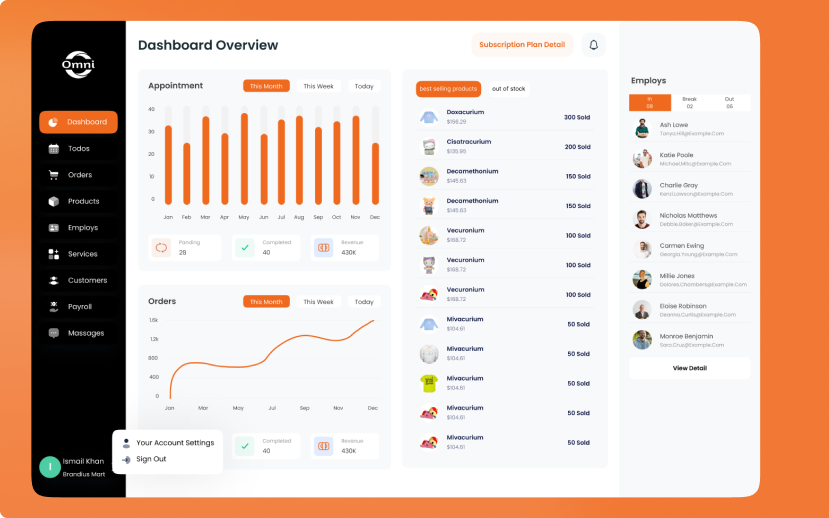 Omni
Dashboard
Todos
Orders
Products
Employs
Services
Customers
Payroll
Massages
Ismail Khan
Brandius Mart
Your Account Settings
Sign Out
Dashboard Overview
Subscription Plan Detail
Appointment
This Month This Week Today
40
30
20
10
0
Jan Feb Mar Apr May Jun Jul Aug Sep Oct Nov Dec
Panding
28
Completed
40
Revenue
430K
Orders
This Month This Week Today
1.6k
1.2k
800
400
0
Jan Mar May Jul Sep Nov Dec
Completed
40
Revenue
430K
best selling products out of stock
Doxacurium
$156.29
300 Sold
Cisatracurium
200 Sold
Decamethonium
$145.63
150 Sold
Decamethonium
$145.63
150 Sold
Vecuronium
$168.72
100 Sold
Vecuronium
$168.72
100 Sold
Vecuronium
$168.72
100 Sold
Mivacurium
$104.61
50 Sold
Mivacurium
$104.61
50 Sold
Mivacurium
$104.61
50 Sold
Mivacurium
$104.61
50 Sold
Mivacurium
$104.61
50 Sold
Employs
In Break Out
08 02 06
Ash Lowe
Tanya.Hill@Example.Com
Katie Poale
Michael.Mitc@Example.Com
Charlie Gray
Kenzi.Lawson@Example.Com
Nicholas Matthews
Debbie.Baker@Example.Com
Carmen Ewing
Georgia.Young@Example.Com
Millie Jones
Dolores.Chambers@Example.Com
Eloise Robinson
Deanna.Curtis@Example.Com
Monroe Benjamin
Sara.Cruz@Example.Com
View Detail